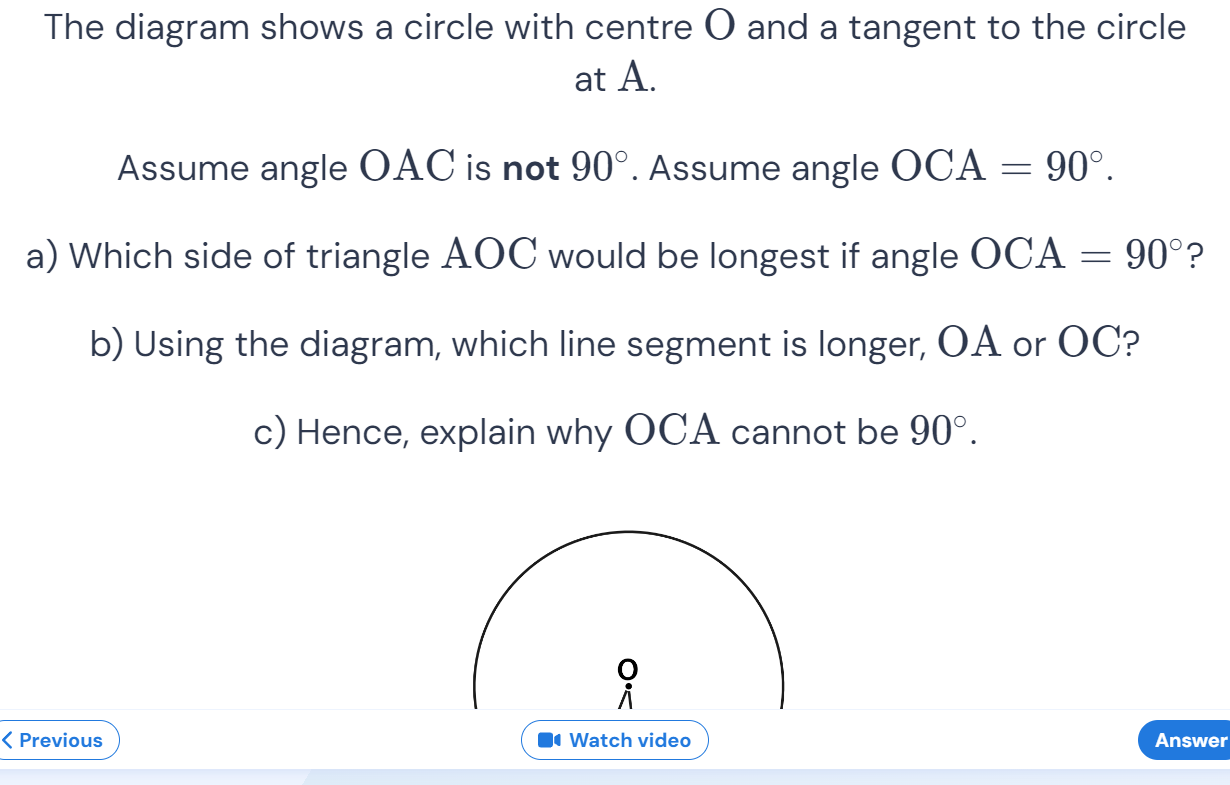 The diagram shows a circle with centre O and a tangent to the circle
at A.
Assume angle OAC is not 90°. Assume angle OCA = 90°.
a) Which side of triangle AOC would be longest if angle OCA = 90°?
b) Using the diagram, which line segment is longer, OA or OC?
c) Hence, explain why OCA cannot be 90°.
O
Previous
Watch video
Answer